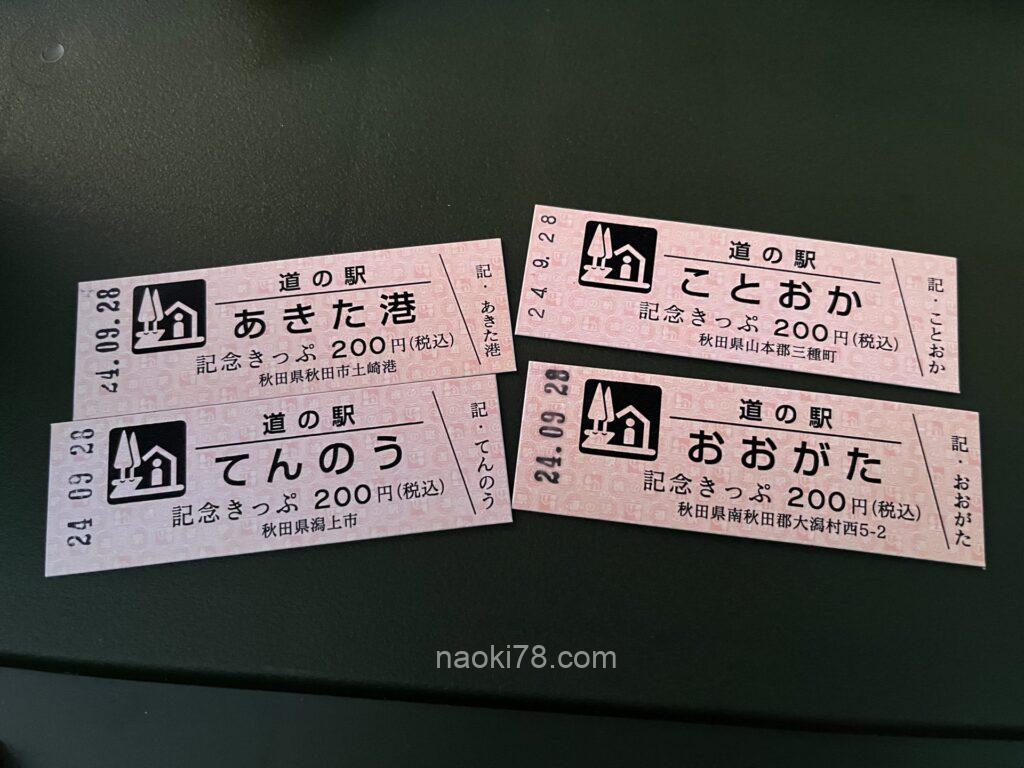 24.09.28
道の駅
あきた港
記念きっぷ 200円(税込)
秋田県秋田市土崎港
記・あきた港
24.9.28
道の駅
ことおか
記念きっぷ 200円(税込)
秋田県山本郡三種町
記・ことおか
24 09 28
道の駅
てんのう
記念きっぷ 200円(税込)
秋田県潟上市
記・てんのう
24.09 28
道の駅
おおがた
記念きっぷ 200円(税込)
秋田県南秋田郡大潟村西5-2
記・おおがた
naoki78.com